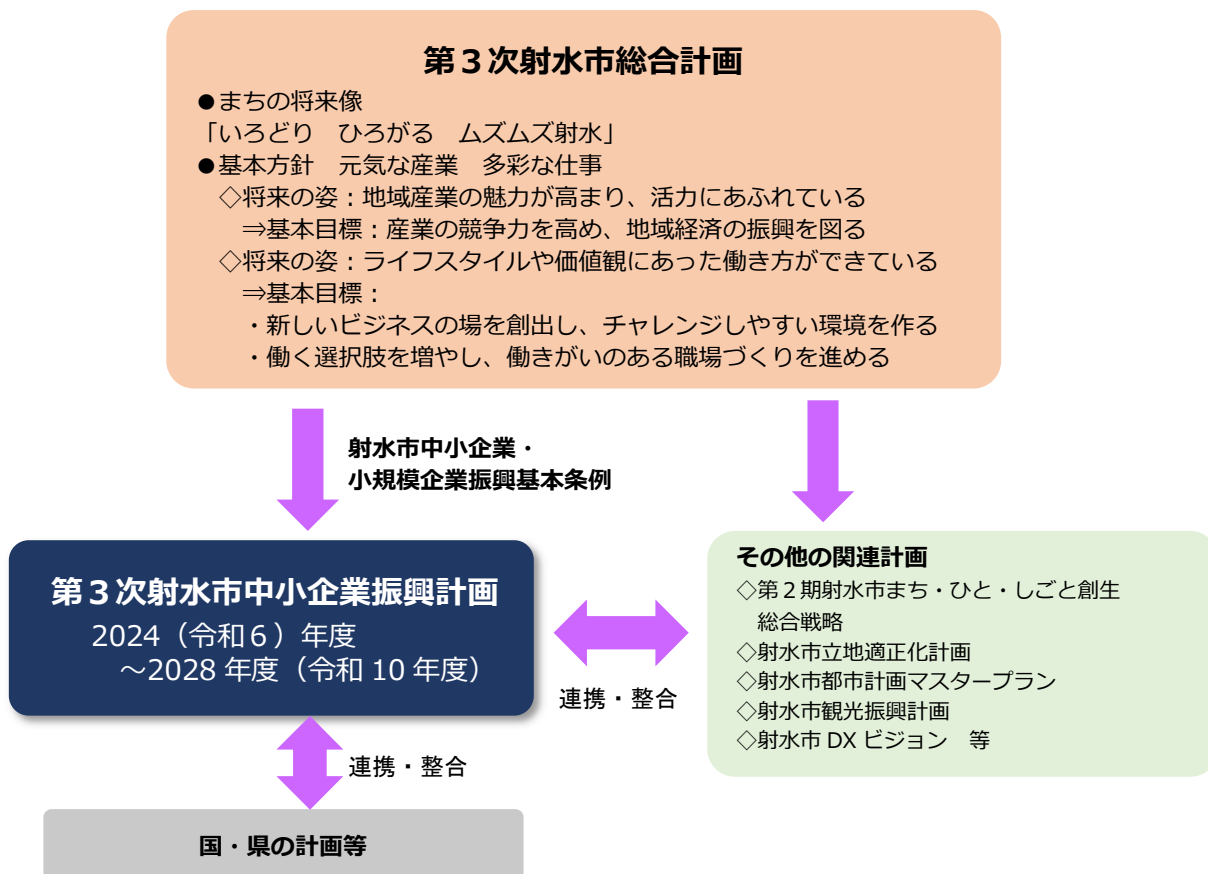 第３次射水市総合計画
●まちの将来像
「いろどり　ひろがる　ムズムズ射水」
●基本方針　元気な産業　多彩な仕事
◇将来の姿：地域産業の魅力が高まり、活力にあふれている
⇒基本目標：産業の競争力を高め、地域経済の振興を図る
◇将来の姿：ライフスタイルや価値観にあった働き方ができている
⇒基本目標：
・新しいビジネスの場を創出し、チャレンジしやすい環境を作る
・働く選択肢を増やし、働きがいのある職場づくりを進める
射水市中小企業・
小規模企業振興基本条例
第３次射水市中小企業振興計画
2024（令和６）年度
～2028 年度（令和 10 年度）
連携・整合
その他の関連計画
◇第２期射水市まち・ひと・しごと創生
総合戦略
◇射水市立地適正化計画
◇射水市都市計画マスタープラン
◇射水市観光振興計画
◇射水市 DX ビジョン　等
連携・整合
国・県の計画等